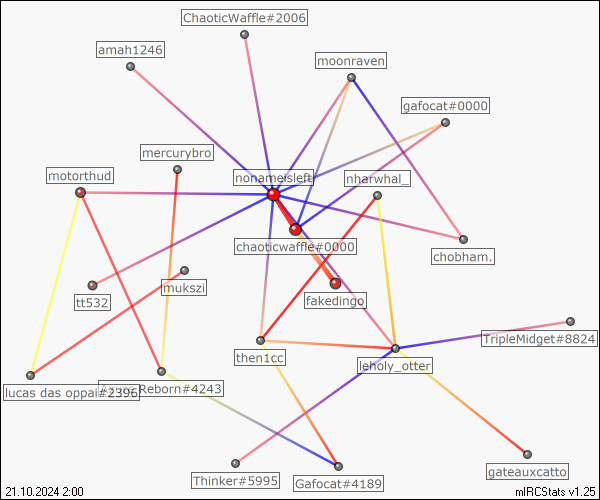 ChaoticWaffle#2006
amah1246
moonraven
gafocat#0000
mercurybro
motorthud
nonameisleft
nharwhal_
chaoticwaffle#0000
chobham.
mukszi
tt532
fakedingo
TripleMidget#8824
then1cc
leholy_otter
lucas das oppai#2396
Reborn#4243
gateauxcatto
Thinker#5995
Gafocat#4189
21.10.2024 2:00
mIRCStats v1.25